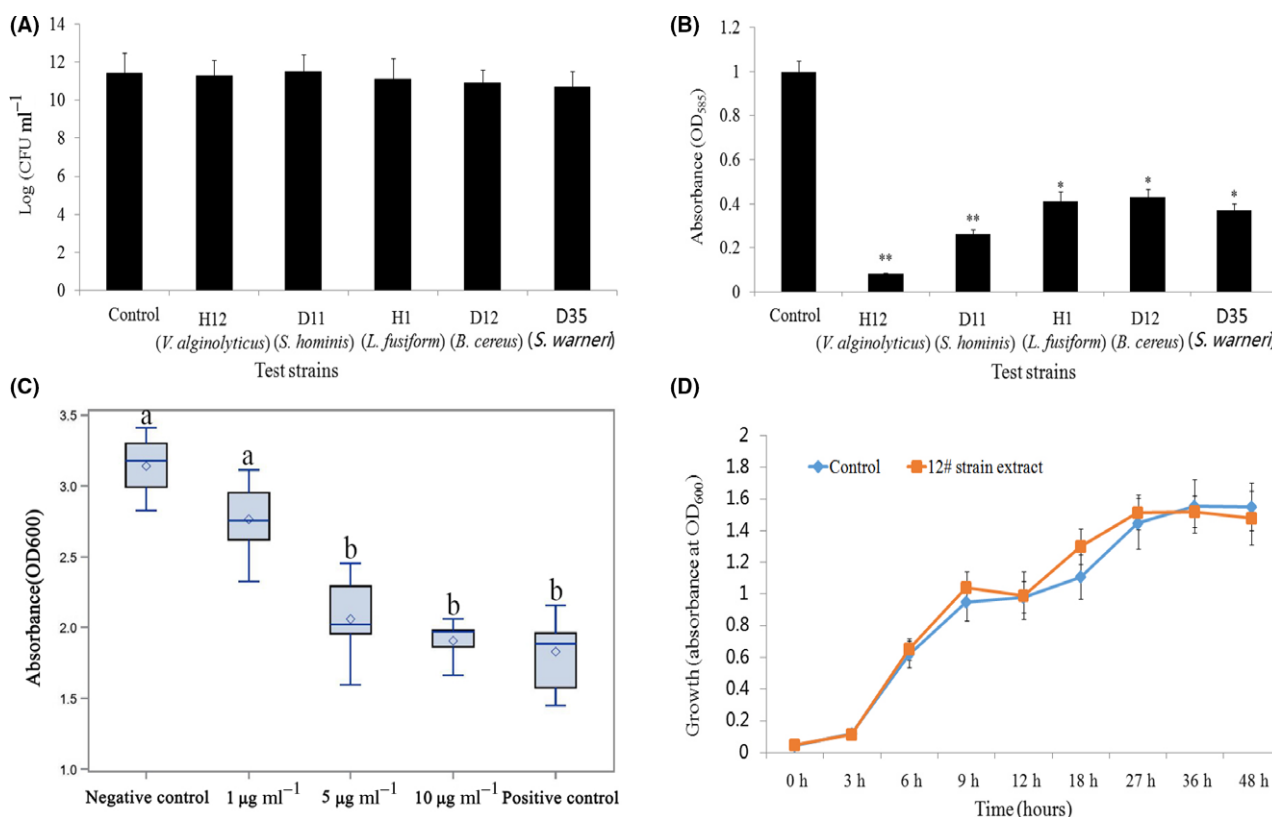 (A)
14
12
10
8
6
4
2
0
Log (CFU ml⁻¹
Control
H12
D11
H1
D12
D35
(V. alginolyticus)
(S. hominis)
(L. fusiform)
(B. cereus)
(S. warneri)
Test strains
(B)
1
0.8
0.6
0.4
0.2
0
Absorbance (OD₅₈₅)
**
**
*
*
*
Control
H12
D11
H1
D12
D35
(V. alginolyticus)
(S. hominis)
(L. fusiform)
(B. cereus)
(S. warneri)
Test strains
(C)
3.5
3.0
2.5
2.0
1.5
1.0
Absorbance(OD600)
a
a
b
b
b
Negative control
1 µg ml⁻¹
5 µg ml⁻¹
10 µg ml⁻¹
Positive control
(D)
2
1.8
1.6
1.4
1.2
1
0.8
0.6
0.4
0.2
0
Growth (absorbance at OD₆₀₀)
Control
12# strain extract
0 h
3 h
6 h
9 h
12 h
18 h
27 h
36 h
48 h
Time (hours)